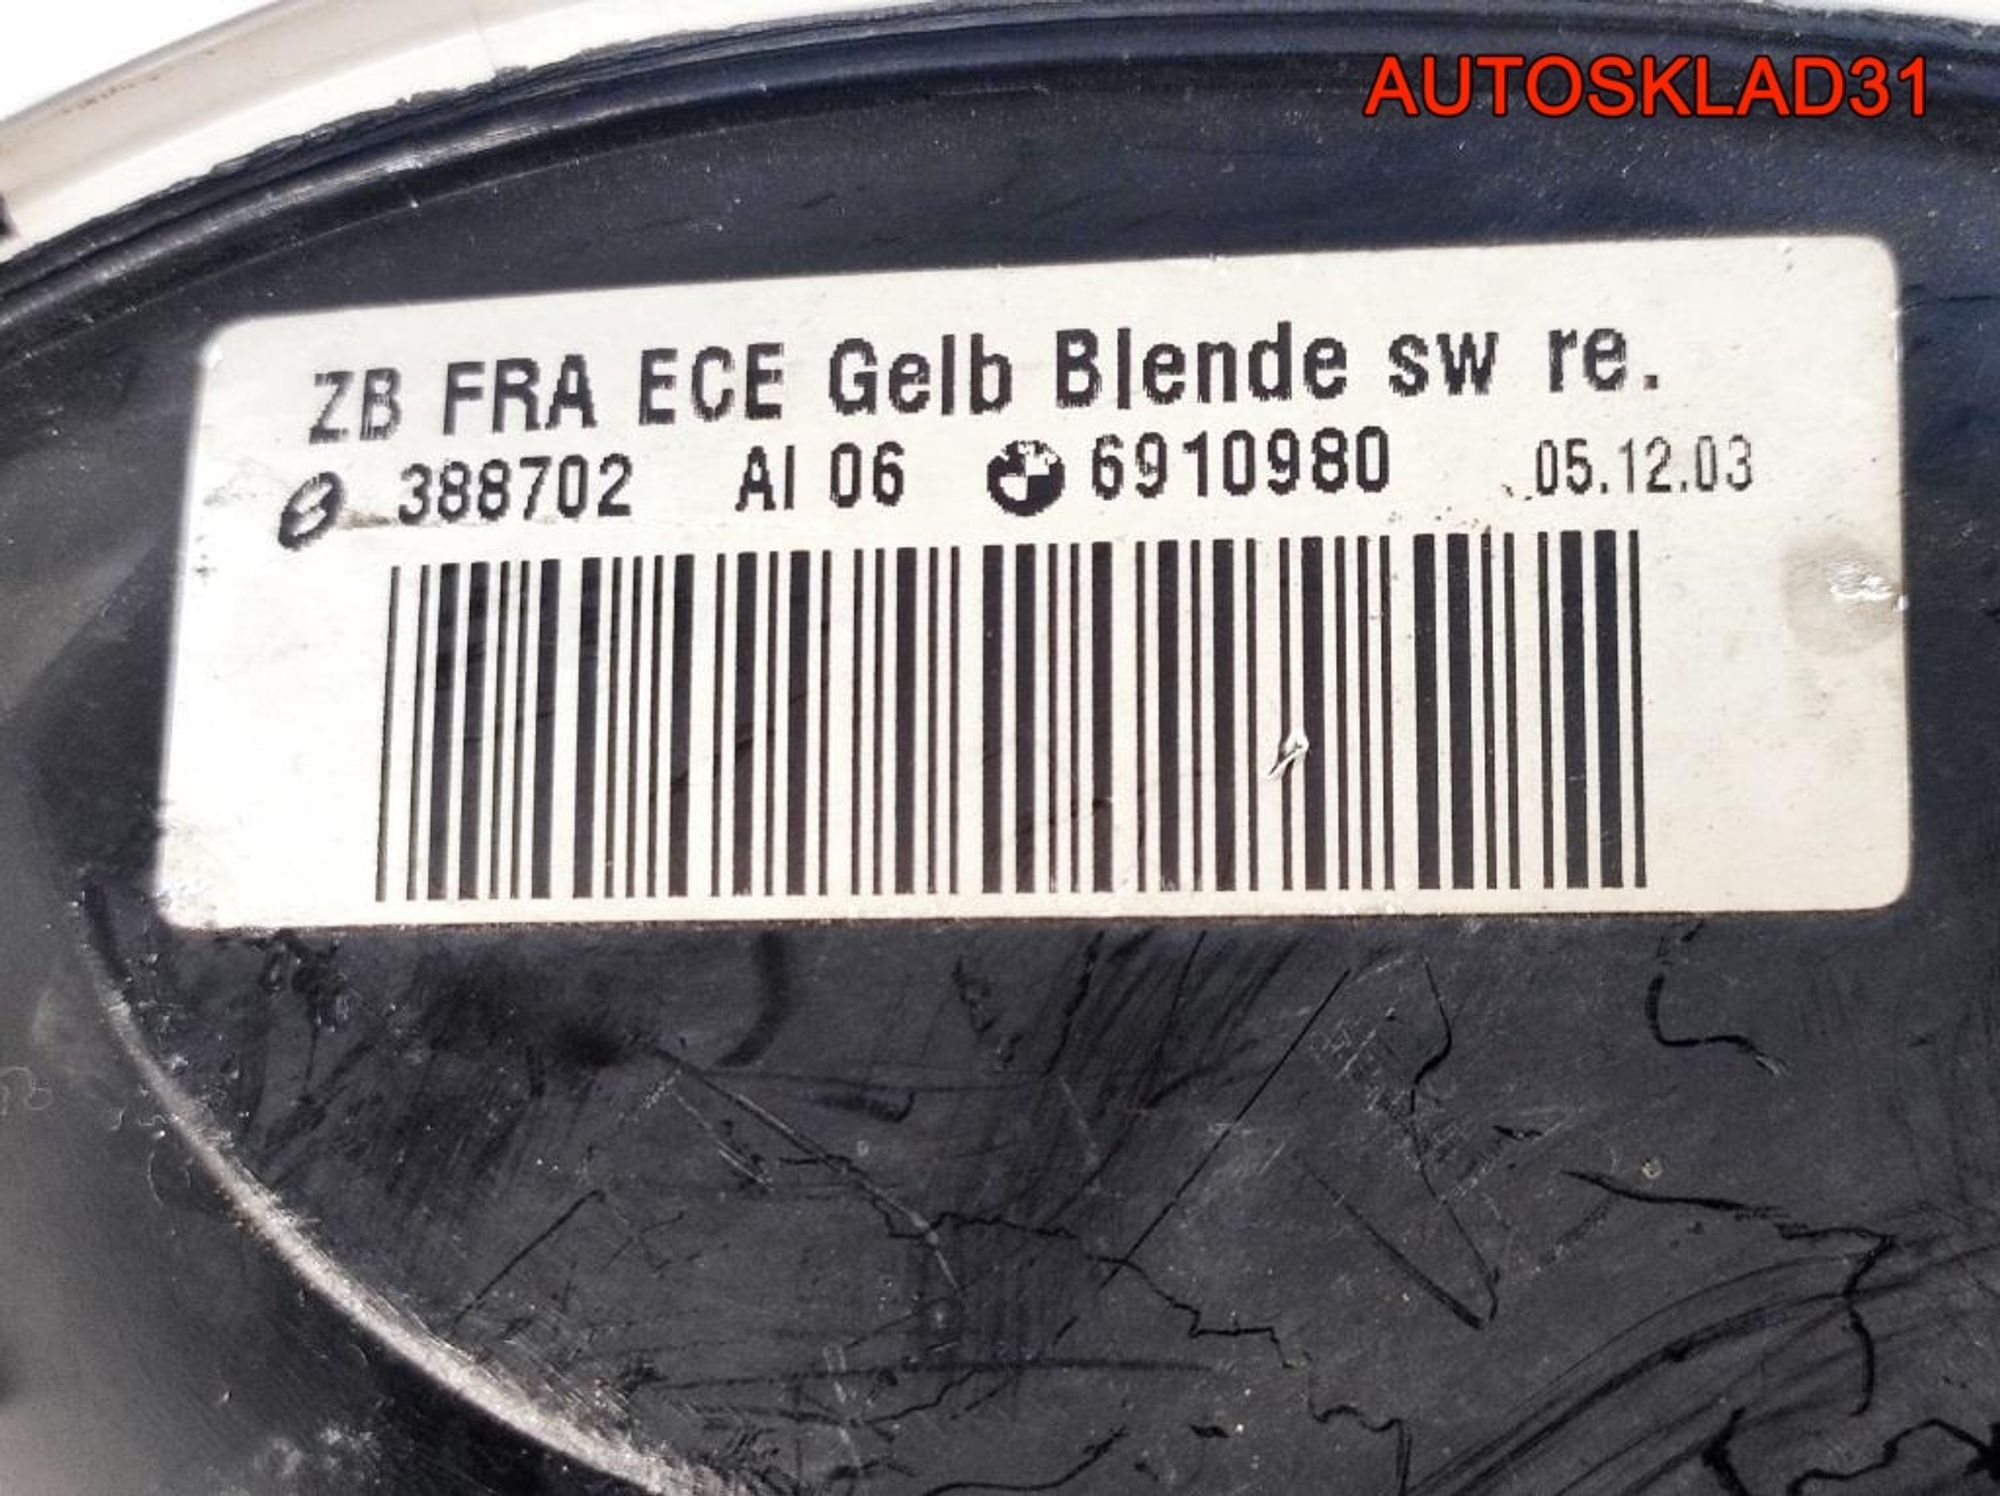 AUTOSKLAD31
ZB FRA ECE Gelb Blende sw re.
388702 AI 06 6910980 05.12.03